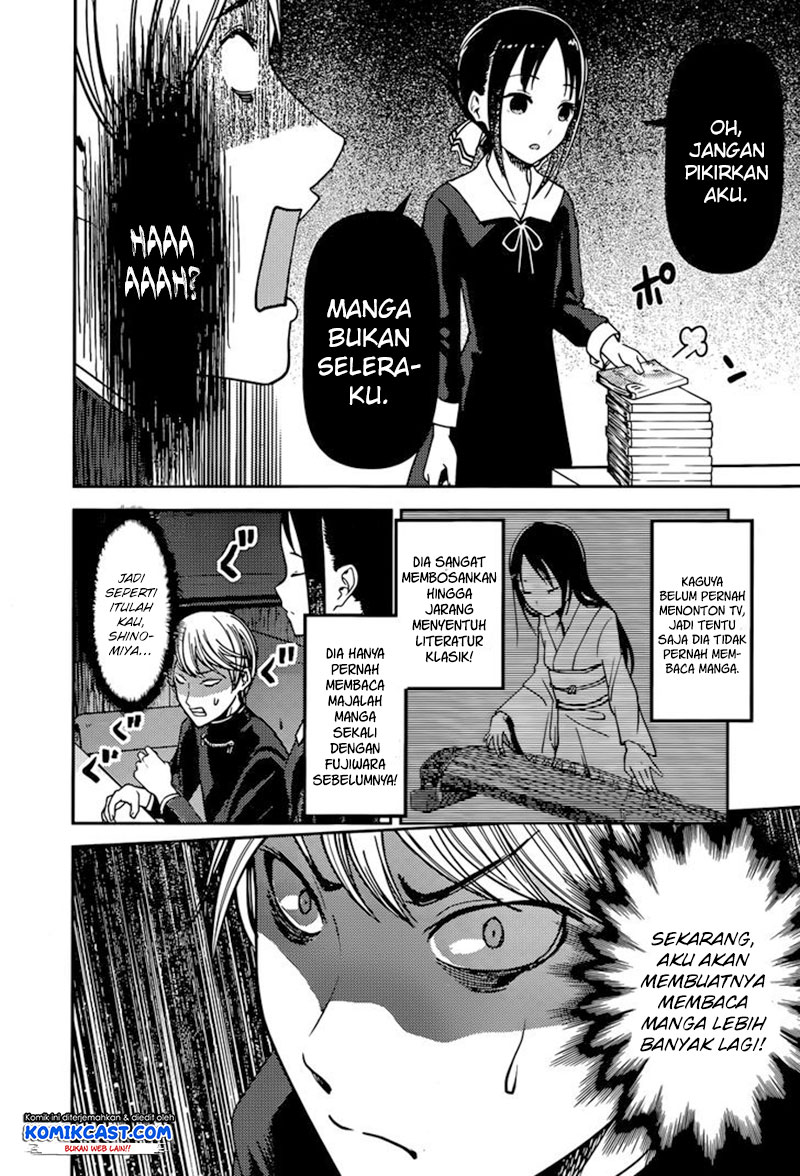 OH,
JANGAN
PIKIRKAN
AKU.
ポ
MANGA
BUKAN
SELERA-
KU.
HAAA
AAAH?
KAGUYA
BELUM PERNAH
MENONTON TV,
JADI TENTU
SAJA DIA TIDAK
PERNAH MEM-
BACA MANGA.
DIA SANGAT
MEMBOSANKAN
HINGGA
JARANG
MENYENTUH
LITERATUR
KLASIK!
DIA HANYA
PERNAH
MEMBACA
MAJALAH
MANGA
SEKALI
DENGAN
FUJIWARA
SEBELUMNYA!
JADI
SEPERTI
ITULAH
KAU,
SHINO-
MIYA...
SEKARANG,
AKU AKAN
MEMBUATNYA
MEMBACA
MANGA LEBIH
BANYAK LAGI!
Komik ini diterjemahkan & diedit oleh
KOMIKCAST.COM
BUKAN WEB LAIN!!